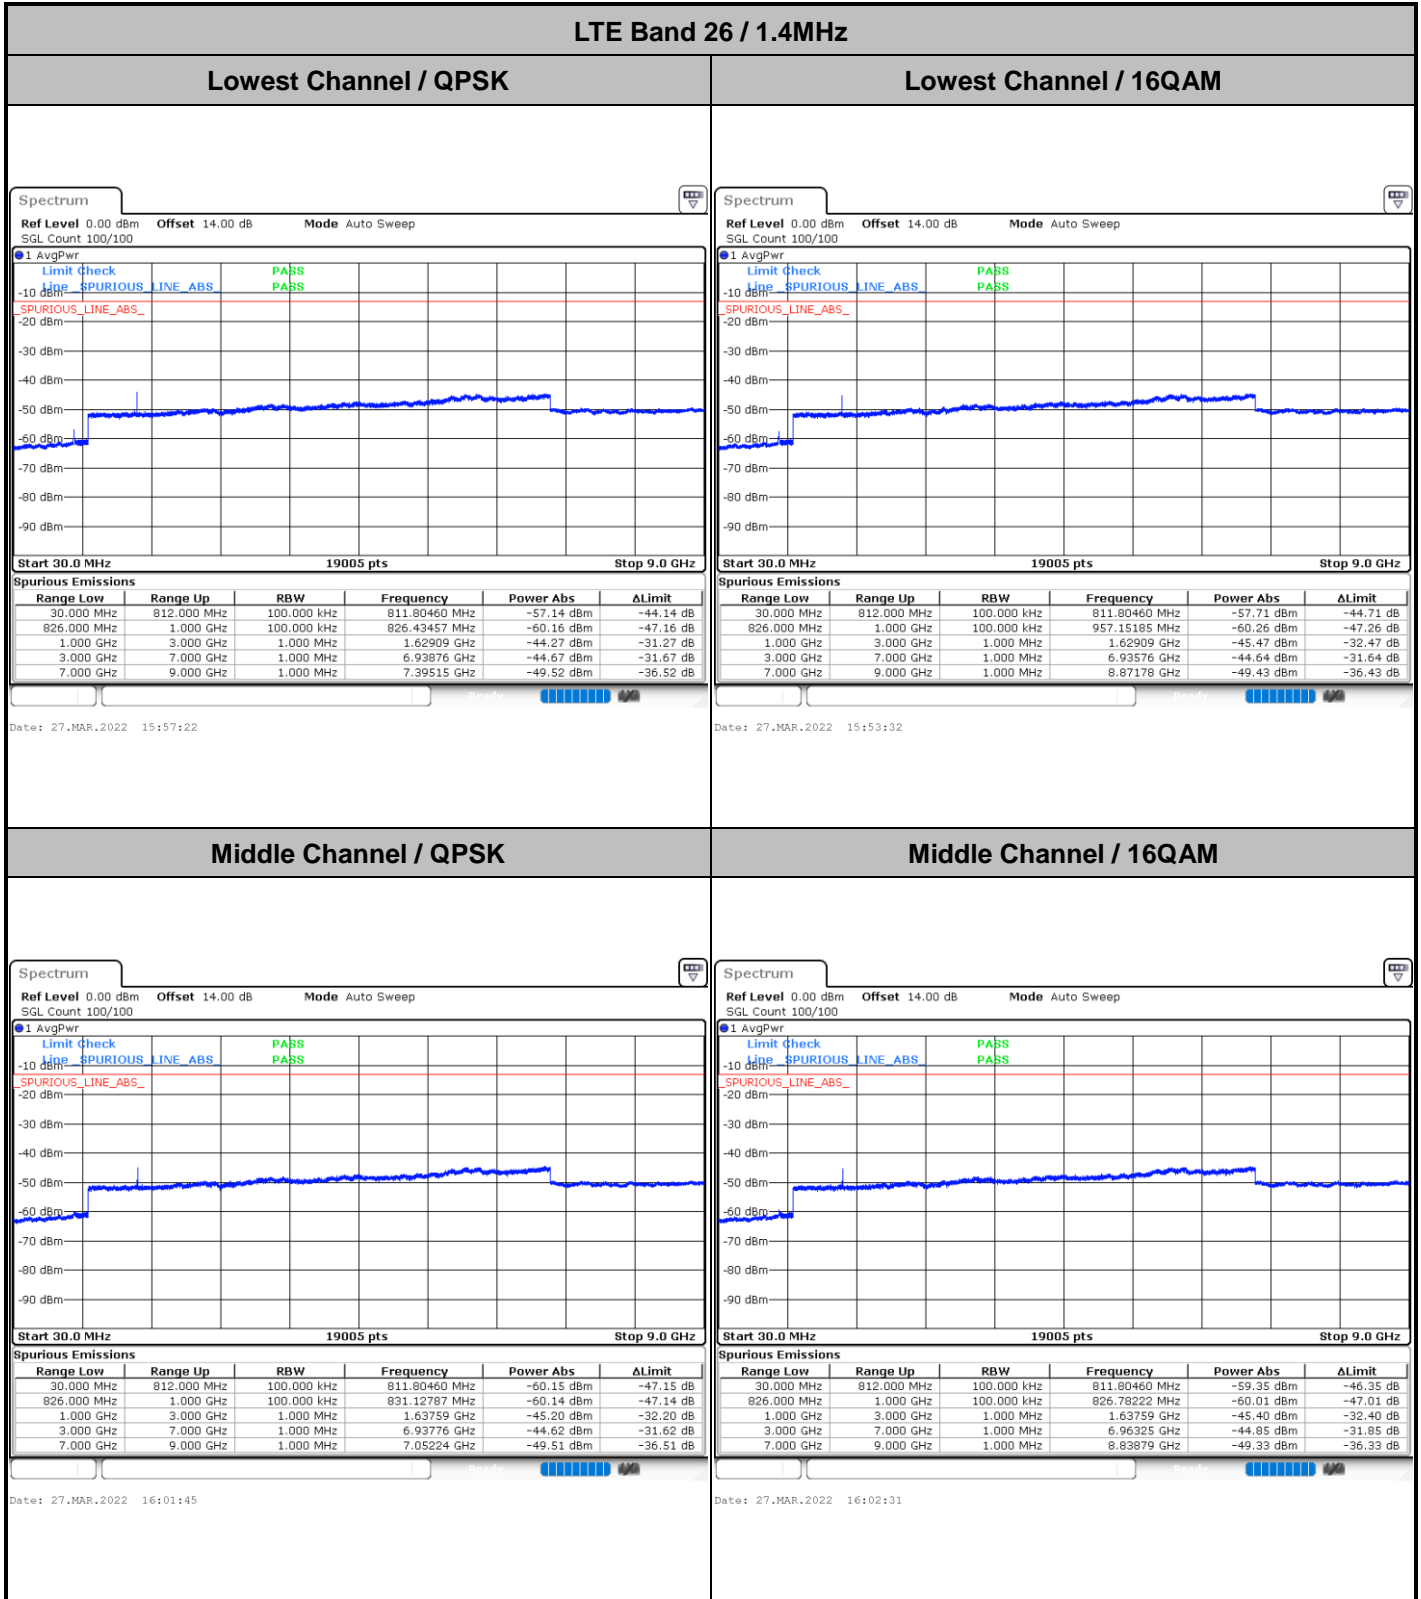 LTE Band 26 / 1.4MHz
Lowest Channel / QPSK
Lowest Channel / 16QAM
Spectrum
Ref Level 0.00 dBm Offset 14.00 dB Mode Auto Sweep
SGL Count 100/100
1 AvgPwr
Limit Check PASS
Line _SPURIOUS_LINE_ABS_ PASS
-10 dBm
_SPURIOUS_LINE_ABS_
-20 dBm
-30 dBm
-40 dBm
-50 dBm
-60 dBm
-70 dBm
-80 dBm
-90 dBm
Start 30.0 MHz 19005 pts Stop 9.0 GHz
Spurious Emissions
Range Low Range Up RBW Frequency Power Abs ΔLimit
30.000 MHz 812.000 MHz 100.000 kHz 811.80460 MHz -57.14 dBm -44.14 dB
826.000 MHz 1.000 GHz 100.000 kHz 826.43457 MHz -60.16 dBm -47.16 dB
1.000 GHz 3.000 GHz 1.000 MHz 1.62909 GHz -44.27 dBm -31.27 dB
3.000 GHz 7.000 GHz 1.000 MHz 6.93876 GHz -44.67 dBm -31.67 dB
7.000 GHz 9.000 GHz 1.000 MHz 7.39515 GHz -49.52 dBm -36.52 dB
Ready
Date: 27.MAR.2022 15:57:22
Spectrum
Ref Level 0.00 dBm Offset 14.00 dB Mode Auto Sweep
SGL Count 100/100
1 AvgPwr
Limit Check PASS
Line _SPURIOUS_LINE_ABS_ PASS
-10 dBm
_SPURIOUS_LINE_ABS_
-20 dBm
-30 dBm
-40 dBm
-50 dBm
-60 dBm
-70 dBm
-80 dBm
-90 dBm
Start 30.0 MHz 19005 pts Stop 9.0 GHz
Spurious Emissions
Range Low Range Up RBW Frequency Power Abs ΔLimit
30.000 MHz 812.000 MHz 100.000 kHz 811.80460 MHz -57.71 dBm -44.71 dB
826.000 MHz 1.000 GHz 100.000 kHz 957.15185 MHz -60.26 dBm -47.26 dB
1.000 GHz 3.000 GHz 1.000 MHz 1.62909 GHz -45.47 dBm -32.47 dB
3.000 GHz 7.000 GHz 1.000 MHz 6.93576 GHz -44.64 dBm -31.64 dB
7.000 GHz 9.000 GHz 1.000 MHz 8.87178 GHz -49.43 dBm -36.43 dB
Ready
Date: 27.MAR.2022 15:53:32
Middle Channel / QPSK
Middle Channel / 16QAM
Spectrum
Ref Level 0.00 dBm Offset 14.00 dB Mode Auto Sweep
SGL Count 100/100
1 AvgPwr
Limit Check PASS
Line _SPURIOUS_LINE_ABS_ PASS
-10 dBm
_SPURIOUS_LINE_ABS_
-20 dBm
-30 dBm
-40 dBm
-50 dBm
-60 dBm
-70 dBm
-80 dBm
-90 dBm
Start 30.0 MHz 19005 pts Stop 9.0 GHz
Spurious Emissions
Range Low Range Up RBW Frequency Power Abs ΔLimit
30.000 MHz 812.000 MHz 100.000 kHz 811.80460 MHz -60.15 dBm -47.15 dB
826.000 MHz 1.000 GHz 100.000 kHz 831.12787 MHz -60.14 dBm -47.14 dB
1.000 GHz 3.000 GHz 1.000 MHz 1.63759 GHz -45.20 dBm -32.20 dB
3.000 GHz 7.000 GHz 1.000 MHz 6.93776 GHz -44.62 dBm -31.62 dB
7.000 GHz 9.000 GHz 1.000 MHz 7.05224 GHz -49.51 dBm -36.51 dB
Ready
Date: 27.MAR.2022 16:01:45
Spectrum
Ref Level 0.00 dBm Offset 14.00 dB Mode Auto Sweep
SGL Count 100/100
1 AvgPwr
Limit Check PASS
Line _SPURIOUS_LINE_ABS_ PASS
-10 dBm
_SPURIOUS_LINE_ABS_
-20 dBm
-30 dBm
-40 dBm
-50 dBm
-60 dBm
-70 dBm
-80 dBm
-90 dBm
Start 30.0 MHz 19005 pts Stop 9.0 GHz
Spurious Emissions
Range Low Range Up RBW Frequency Power Abs ΔLimit
30.000 MHz 812.000 MHz 100.000 kHz 811.80460 MHz -59.35 dBm -46.35 dB
826.000 MHz 1.000 GHz 100.000 kHz 826.78222 MHz -60.01 dBm -47.01 dB
1.000 GHz 3.000 GHz 1.000 MHz 1.63759 GHz -45.40 dBm -32.40 dB
3.000 GHz 7.000 GHz 1.000 MHz 6.96325 GHz -44.85 dBm -31.85 dB
7.000 GHz 9.000 GHz 1.000 MHz 8.83879 GHz -49.33 dBm -36.33 dB
Ready
Date: 27.MAR.2022 16:02:31